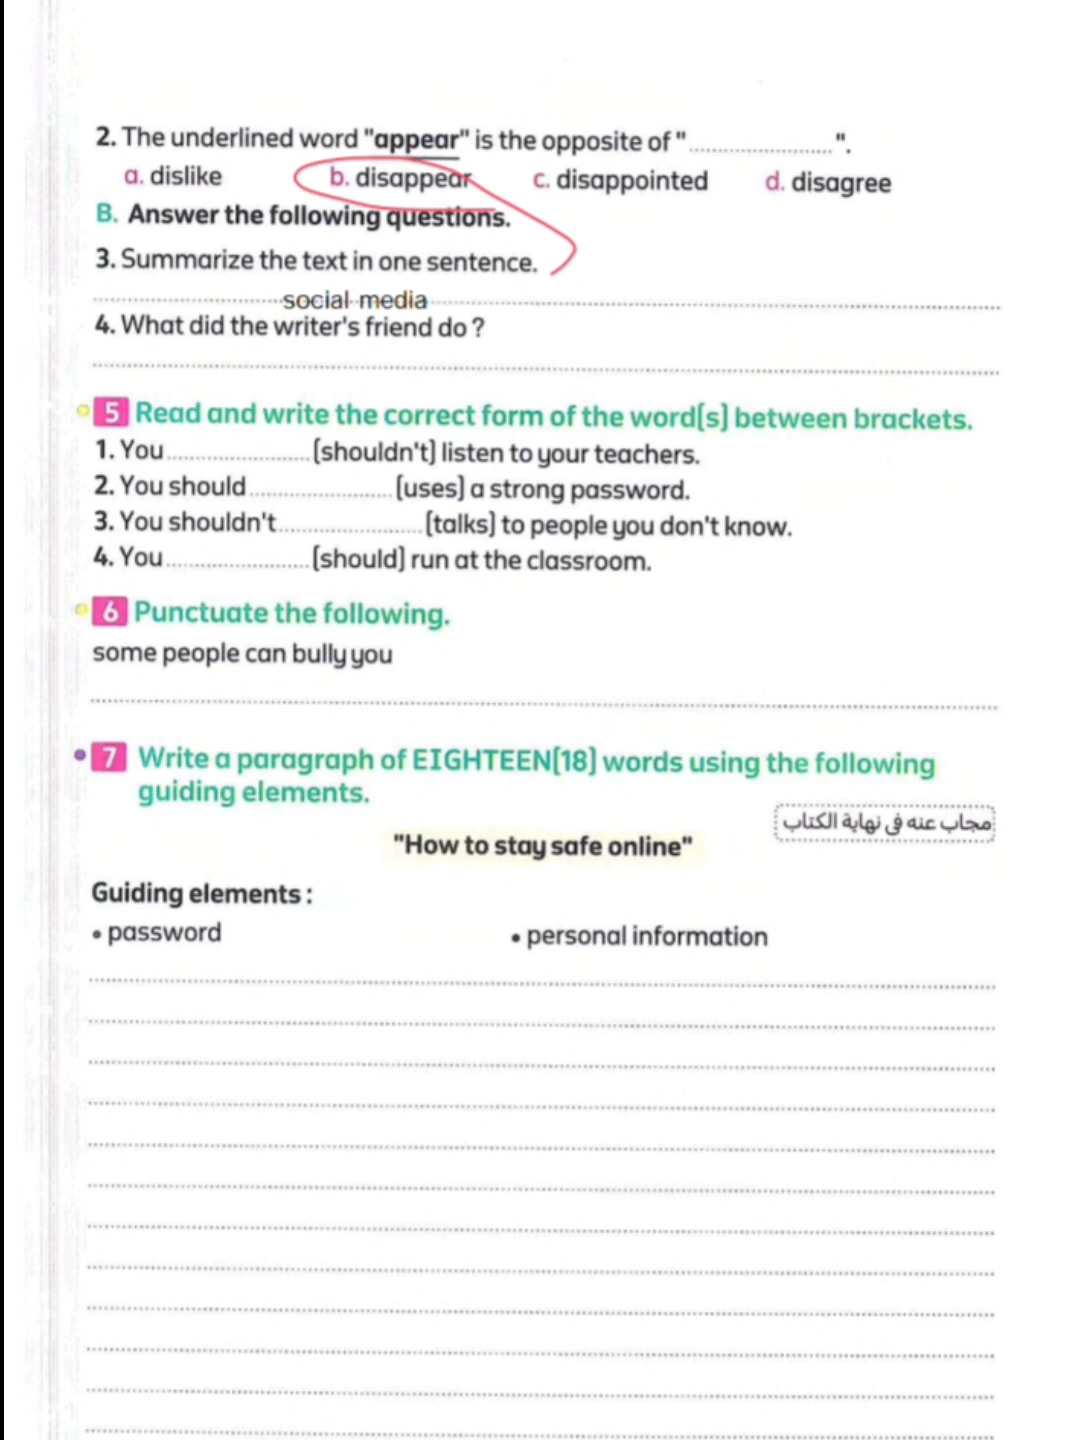 2. The underlined word "appear" is the opposite of " .......................... ".
a. dislike b. disappear c. disappointed d. disagree
B. Answer the following questions.
3. Summarize the text in one sentence.
social media
4. What did the writer's friend do ?
5 Read and write the correct form of the word(s) between brackets.
1. You .......................... (shouldn't) listen to your teachers.
2. You should .......................... (uses) a strong password.
3. You shouldn't .......................... (talks) to people you don't know.
4. You .......................... (should) run at the classroom.
6 Punctuate the following.
some people can bully you
7 Write a paragraph of EIGHTEEN(18) words using the following
guiding elements.
مجاب عنه فى نهاية الكتاب
"How to stay safe online"
Guiding elements :
• password • personal information